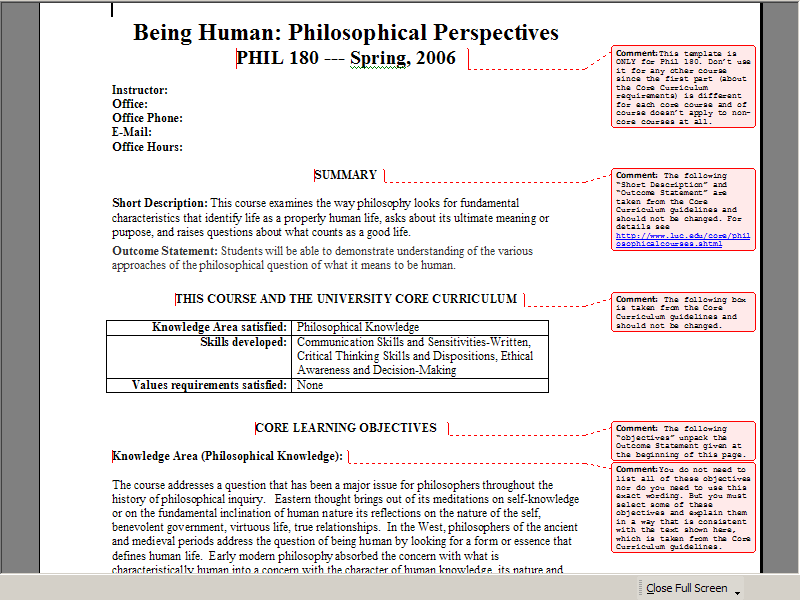 Being Human: Philosophical Perspectives
PHIL 180 --- Spring, 2006
Instructor:
Office:
Office Phone:
E-Mail:
Office Hours:
SUMMARY
Short Description: This course examines the way philosophy looks for fundamental
characteristics that identify life as a properly human life, asks about its ultimate meaning or
purpose, and raises questions about what counts as a good life.
Outcome Statement: Students will be able to demonstrate understanding of the various
approaches of the philosophical question of what it means to be human.
THIS COURSE AND THE UNIVERSITY CORE CURRICULUM
Knowledge Area satisfied: Philosophical Knowledge
Skills developed: Communication Skills and Sensitivities-Written,
Critical Thinking Skills and Dispositions, Ethical
Awareness and Decision-Making
Values requirements satisfied: None
CORE LEARNING OBJECTIVES
Knowledge Area (Philosophical Knowledge):
The course addresses a question that has been a major issue for philosophers throughout the
history of philosophical inquiry. Eastern thought brings out of its meditations on self-knowledge
or on the fundamental inclination of human nature its reflections on the nature of the self,
benevolent government, virtuous life, true relationships. In the West, philosophers of the ancient
and medieval periods address the question of being human by looking for a form or essence that
defines human life. Early modern philosophy absorbed the concern with what is
characteristically human into a concern with the character of human knowledge, its nature and
Comment: This template is
ONLY for Phil 180. Don't use
it for any other course
since the first part (about
the Core Curriculum
requirements) is different
for each core course and of
course doesn't apply to non-
core courses at all.
Comment: The following
"Short Description" and
"Outcome Statement" are
taken from the Core
Curriculum guidelines and
should not be changed. For
details see
http://www.luc.edu/core/phil
osophicalcourses.shtml
Comment: The following box
is taken from the Core
Curriculum guidelines and
should not be changed.
Comment: The following
"objectives" unpack the
Outcome Statement given at
the beginning of this page.
Comment: You do not need to
list all of these objectives
nor do you need to use this
exact wording. But you must
select some of these
objectives and explain them
in a way that is consistent
with the text shown here,
which is taken from the Core
Curriculum guidelines.
Close Full Screen